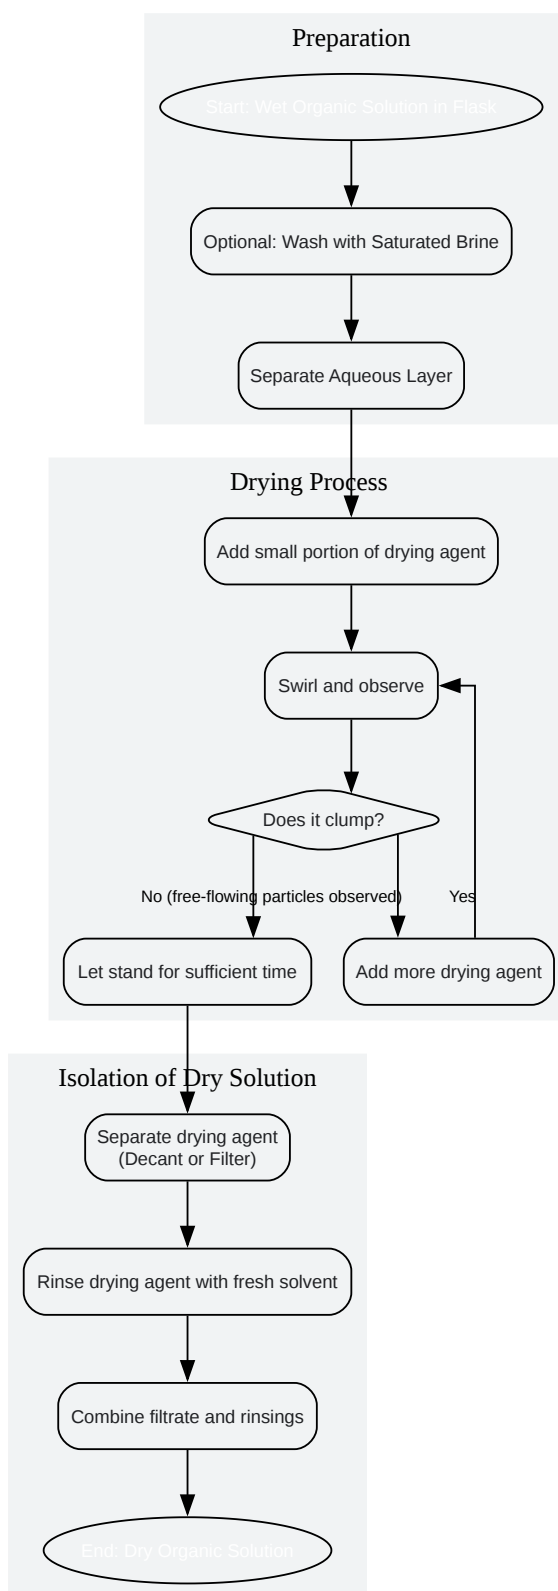 Preparation
Start: Wet Organic Solution in Flask
Optional: Wash with Saturated Brine
Separate Aqueous Layer
Drying Process
Add small portion of drying agent
Swirl and observe
Does it clump?
No (free-flowing particles observed)
Yes
Let stand for sufficient time
Add more drying agent
Isolation of Dry Solution
Separate drying agent
(Decant or Filter)
Rinse drying agent with fresh solvent
Combine filtrate and rinsings
End: Dry Organic Solution